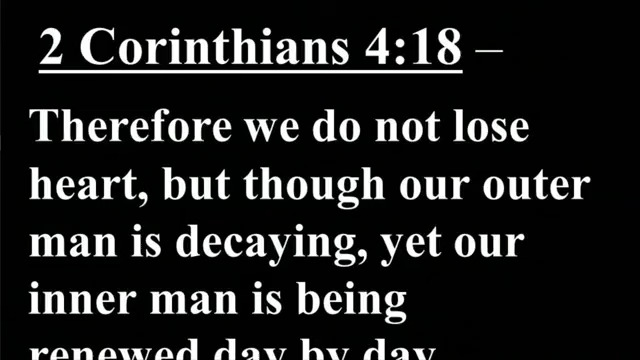 2 Corinthians 4:18 –
Therefore we do not lose
heart, but though our outer
man is decaying, yet our
inner man is being
renewed day by day